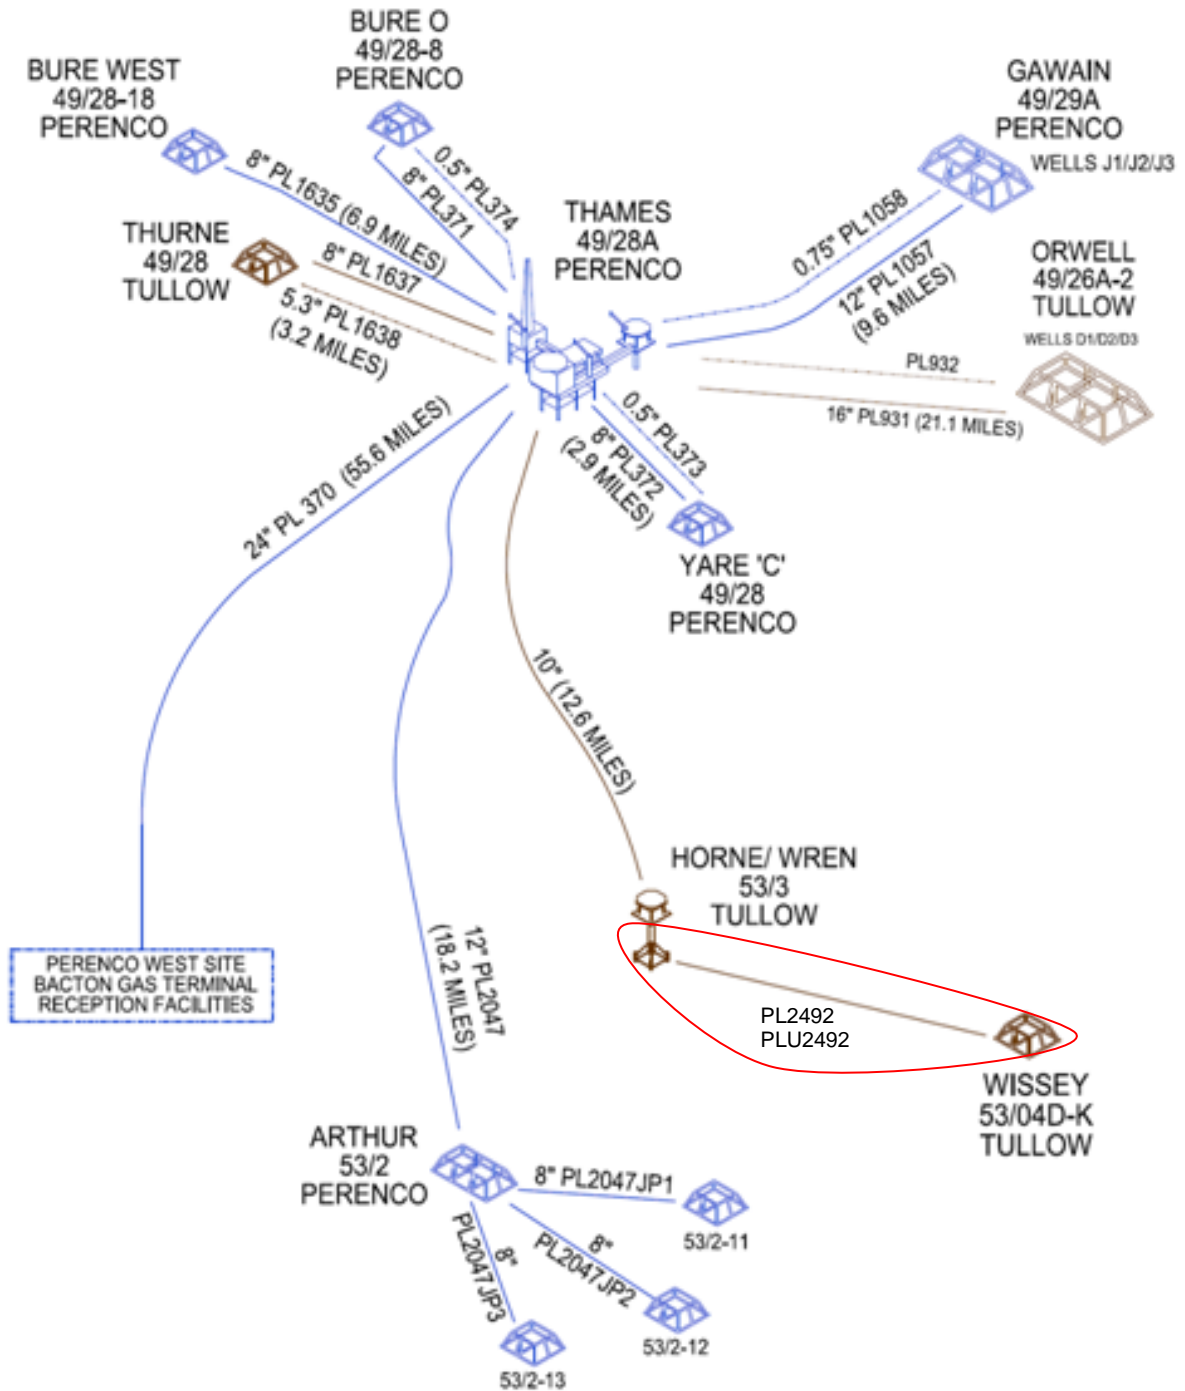 BURE O
49/28-8
PERENCO
BURE WEST
49/28-18
PERENCO
GAWAIN
49/29A
PERENCO
WELLS J1/J2/J3
8" PL1635 (6.9 MILES)
0.5" PL374
8" PL371
THAMES
49/28A
PERENCO
THURNE
49/28
TULLOW
8" PL1637
5.3" PL1638
(3.2 MILES)
0.75" PL1058
12" PL1057
(9.6 MILES)
ORWELL
49/26A-2
TULLOW
WELLS D1/D2/D3
PL932
16" PL931 (21.1 MILES)
24" PL 370 (55.6 MILES)
0.5" PL373
8" PL372
(2.9 MILES)
YARE 'C'
49/28
PERENCO
10" (12.6 MILES)
HORNE/ WREN
53/3
TULLOW
PERENCO WEST SITE
BACTON GAS TERMINAL
RECEPTION FACILITIES
12" PL2047
(18.2 MILES)
PL2492
PLU2492
WISSEY
53/04D-K
TULLOW
ARTHUR
53/2
PERENCO
8" PL2047JP1
53/2-11
8"
PL2047JP2
53/2-12
8"
PL2047JP3
53/2-13